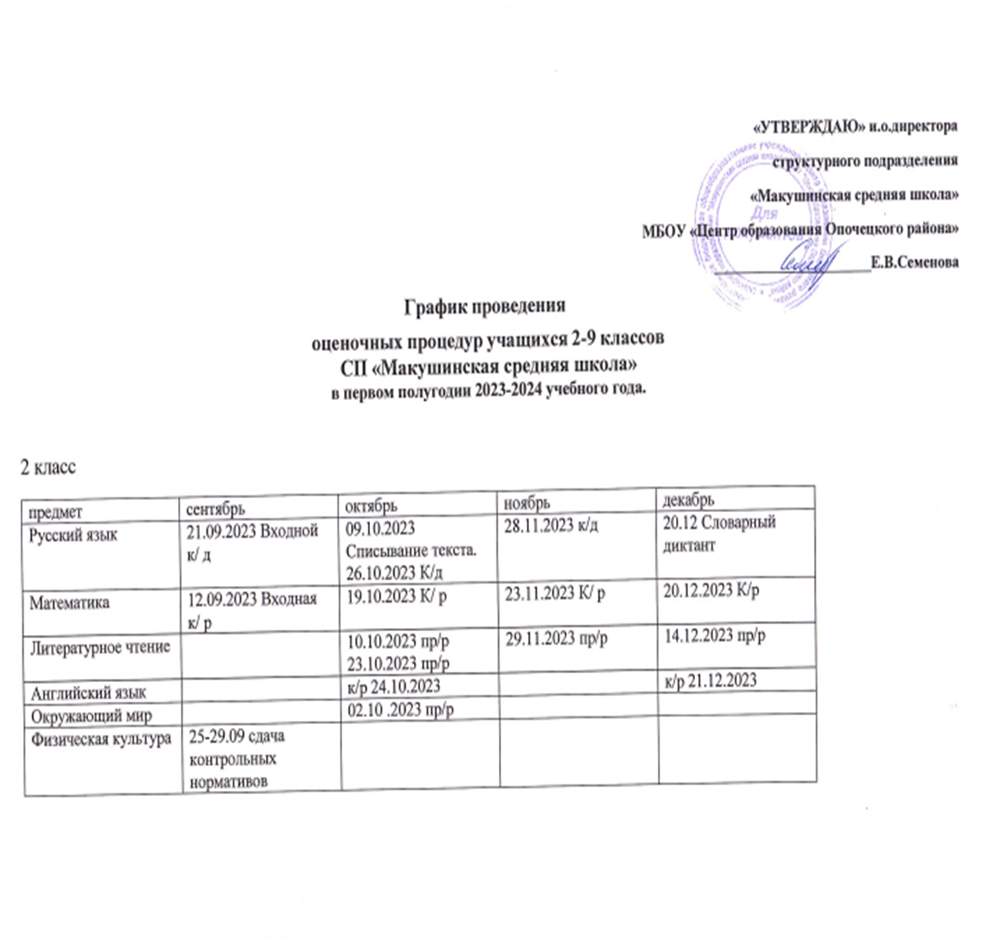 «УТВЕРЖДАЮ» и.о.директора
структурного подразделения
«Макушинская средняя школа»
МБОУ «Центр образования Опочецкого района»
Е.В.Семенова
Для
График проведения
оценочных процедур учащихся 2-9 классов
СП «Макушинская средняя школа»
в первом полугодии 2023-2024 учебного года.
2 класс
предмет сентябрь октябрь ноябрь декабрь
Русский язык 21.09.2023 Входной 09.10.2023 28.11.2023 к/д 20.12 Словарный
к/ д Списывание текста. диктант
26.10.2023 К/д
Математика 12.09.2023 Входная 19.10.2023 К/ р 23.11.2023 К/ р 20.12.2023 К/р
к/ р
Литературное чтение 10.10.2023 пр/р 29.11.2023 пр/р 14.12.2023 пр/р
23.10.2023 пр/р
Английский язык к/р 24.10.2023 к/р 21.12.2023
Окружающий мир 02.10 .2023 пр/р
Физическая культура 25-29.09 сдача
контрольных
нормативов